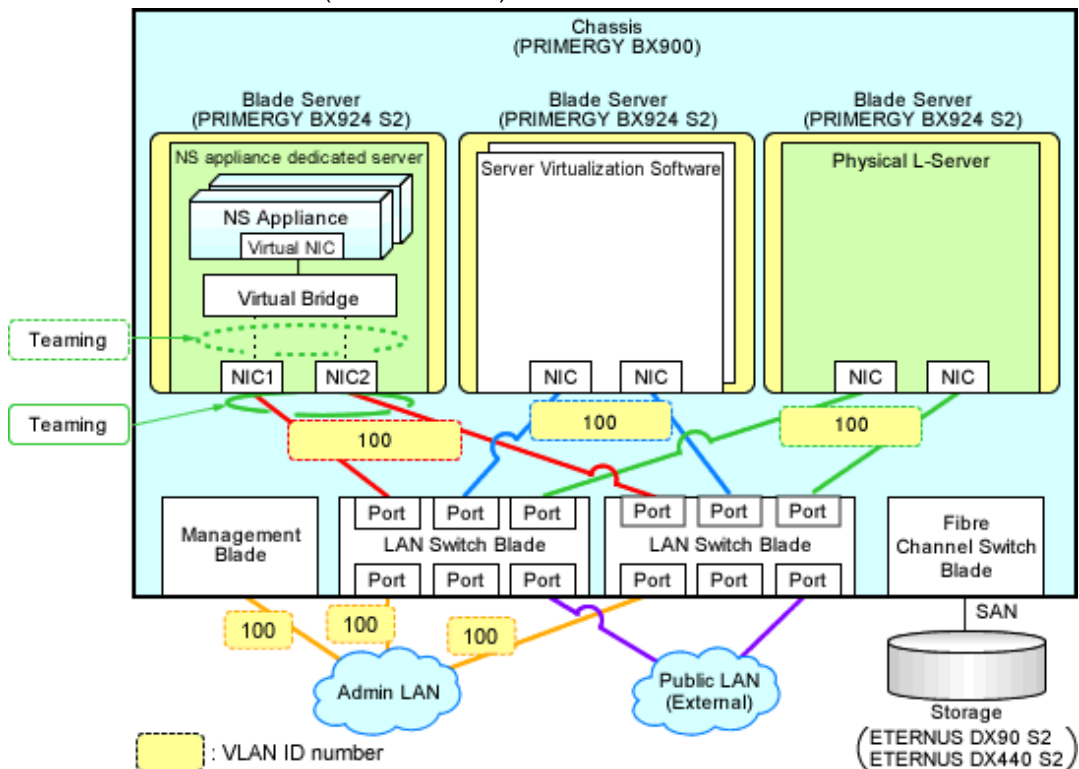 Chassis
(PRIMERGY BX900)
Blade Server
(PRIMERGY BX924 S2)
Blade Server
(PRIMERGY BX924 S2)
Blade Server
(PRIMERGY BX924 S2)
NS appliance dedicated server
NS Appliance
Virtual NIC
Virtual Bridge
NIC1
NIC2
Server Virtualization Software
NIC
NIC
Physical L-Server
NIC
NIC
Teaming
Teaming
100
100
100
Management
Blade
Port
Port
Port
LAN Switch Blade
Port
Port
Port
Port
Port
Port
LAN Switch Blade
Port
Port
Port
Fibre
Channel Switch
Blade
100
100
100
SAN
Admin LAN
Public LAN
(External)
Storage
(ETERNUS DX90 S2
ETERNUS DX440 S2)
: VLAN ID number